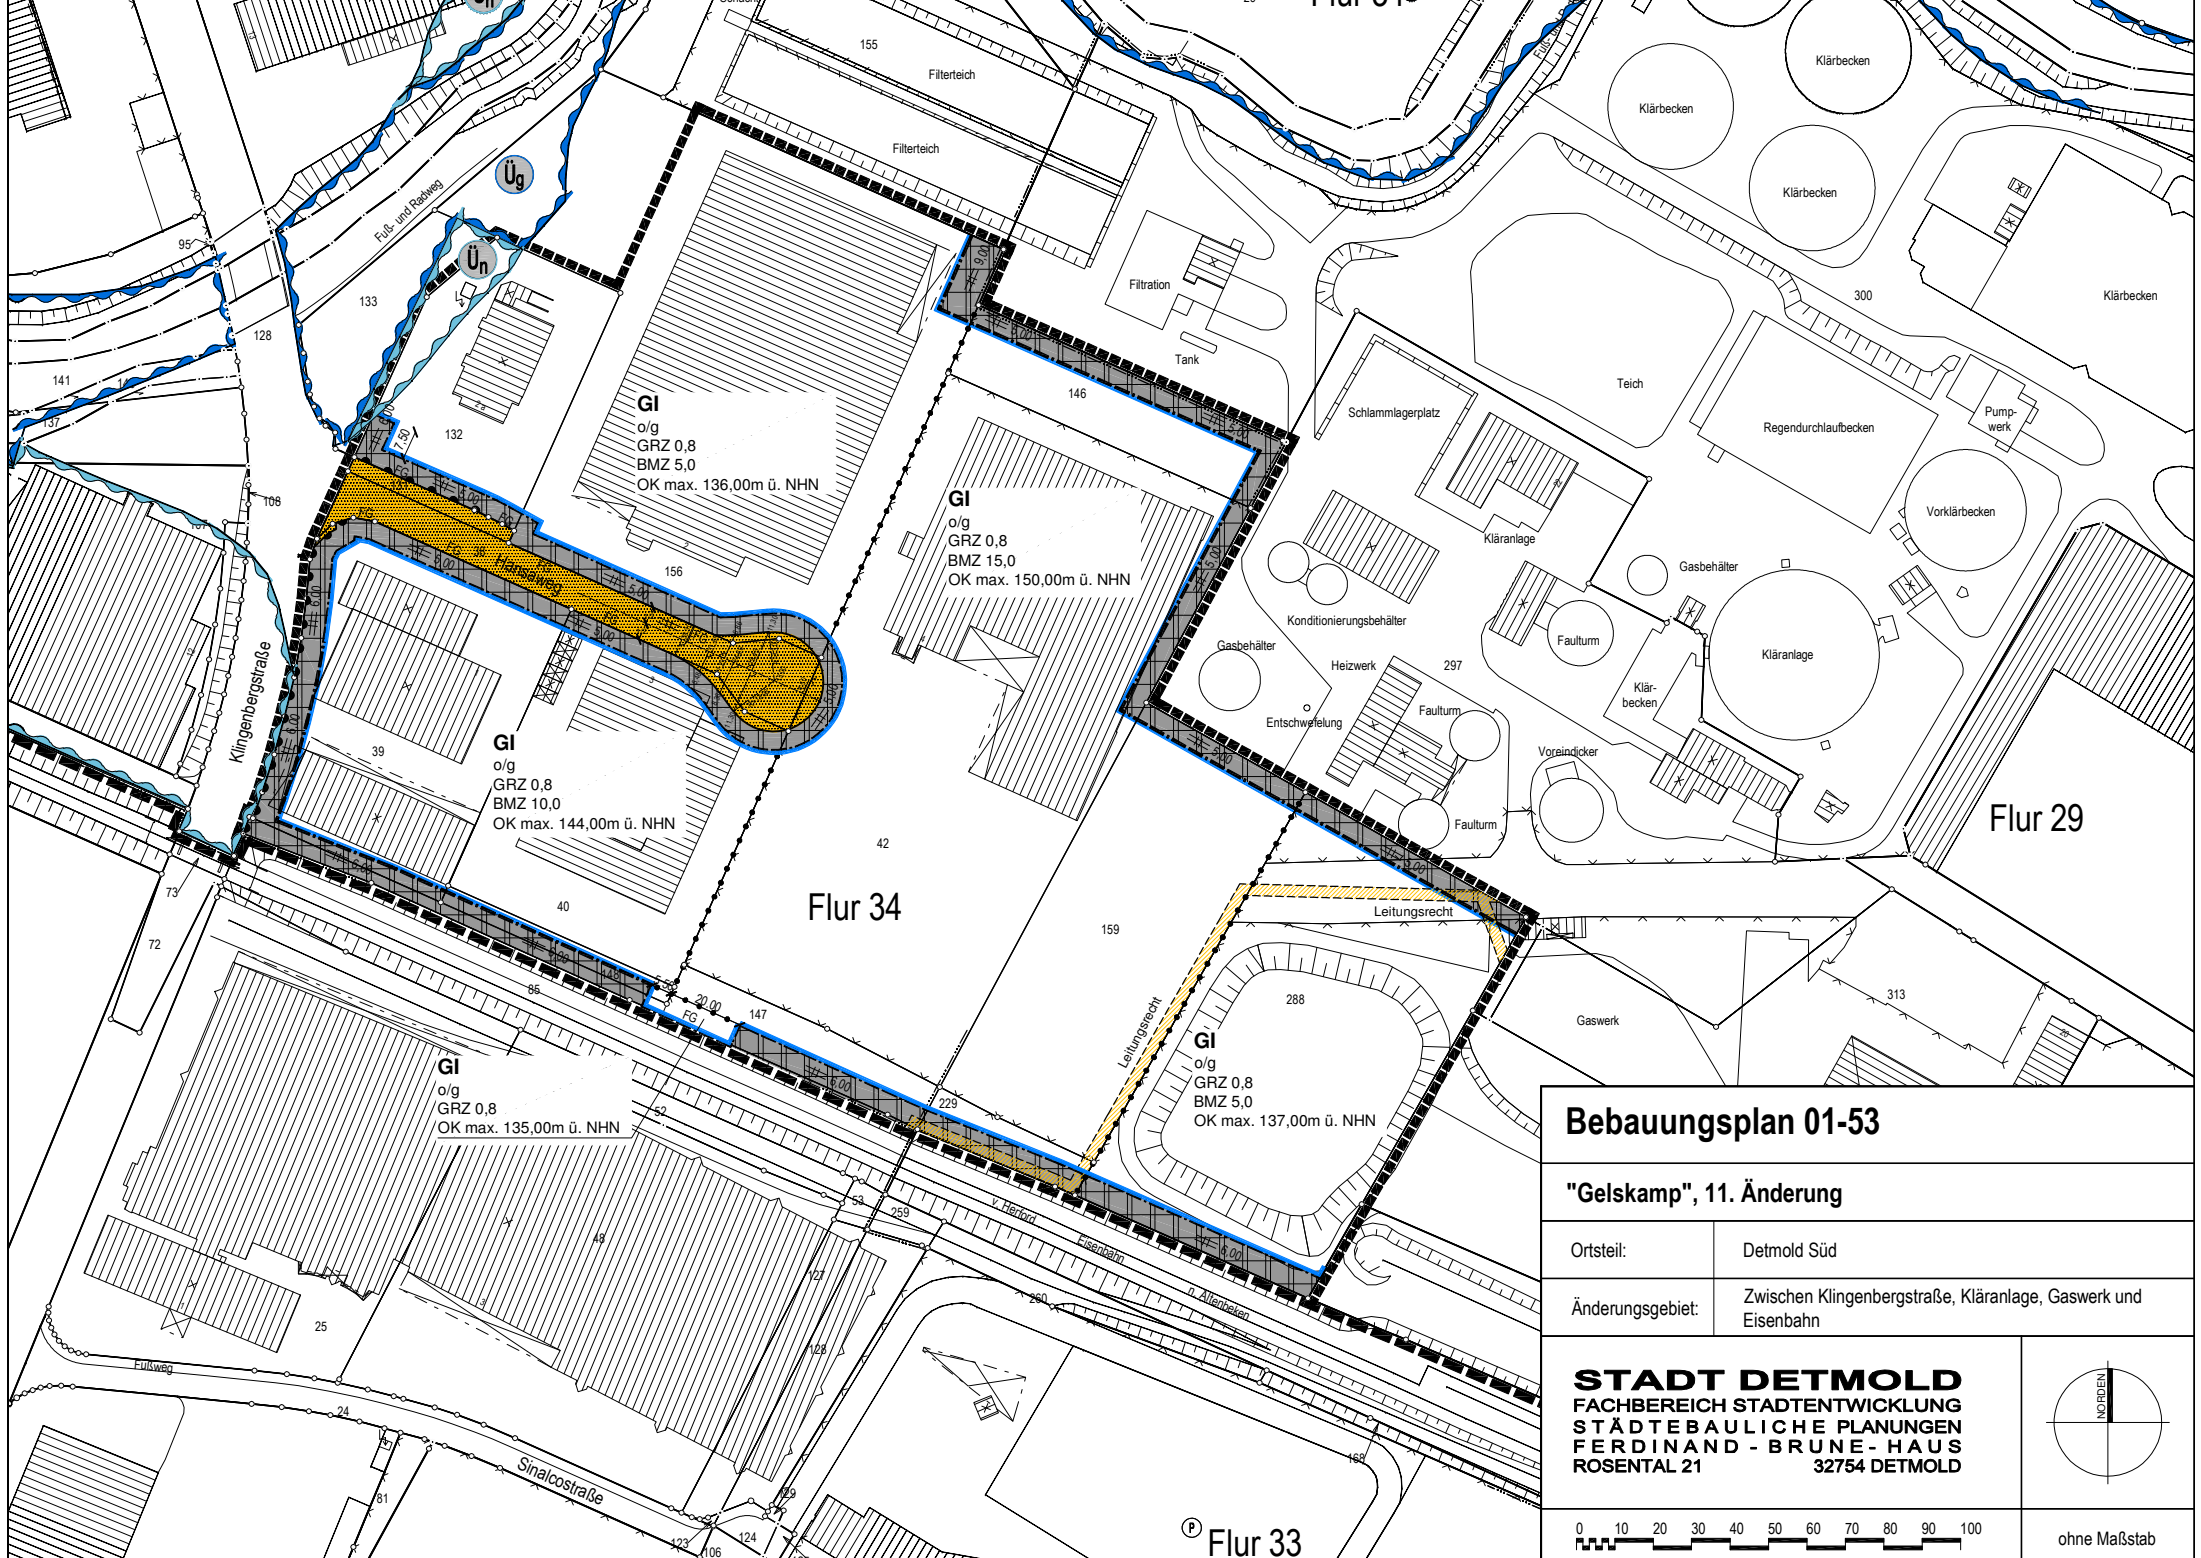 155
Filterteich
Filterteich
Klärbecken
Klärbecken
Klärbecken
Klärbecken
Üg
Ün
Fuß- und Radweg
95
133
128
141
137
108
132
Filtration
Tank
146
300
Teich
Schlammlagerplatz
Regendurchlaufbecken
Pump-
werk
Vorklärbecken
Kläranlage
Gasbehälter
Konditionierungsbehälter
Gasbehälter
Heizwerk
297
Faulturm
Kläranlage
Klär-
becken
Entschwefelung
Faulturm
Voreindicker
Faulturm
GI
o/g
GRZ 0,8
BMZ 5,0
OK max. 136,00m ü. NHN
GI
o/g
GRZ 0,8
BMZ 15,0
OK max. 150,00m ü. NHN
156
Hansaweg
Klingenbergstraße
39
GI
o/g
GRZ 0,8
BMZ 10,0
OK max. 144,00m ü. NHN
42
Flur 34
Flur 29
40
73
72
85
148
20.00
FG
147
159
Leitungsrecht
Leitungsrecht
288
Gaswerk
313
GI
o/g
GRZ 0,8
BMZ 5,0
OK max. 137,00m ü. NHN
GI
o/g
GRZ 0,8
OK max. 135,00m ü. NHN
52
229
53
259
v. Herford
Eisenbahn
n. Altenbeken
48
127
128
260
25
Fußweg
24
Sinalcostraße
81
129
123
124
106
168
P
Flur 33
Bebauungsplan 01-53
"Gelskamp", 11. Änderung
Ortsteil:
Detmold Süd
Änderungsgebiet:
Zwischen Klingenbergstraße, Kläranlage, Gaswerk und
Eisenbahn
STADT DETMOLD
FACHBEREICH STADTENTWICKLUNG
STÄDTEBAULICHE PLANUNGEN
FERDINAND - BRUNE - HAUS
ROSENTAL 21 32754 DETMOLD
NORDEN
0 10 20 30 40 50 60 70 80 90 100
ohne Maßstab